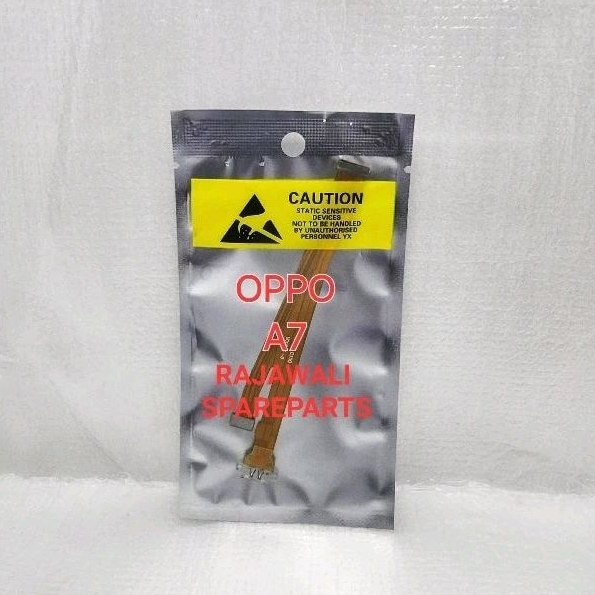 CAUTION
STATIC SENSITIVE
DEVICES
NOT TO BE HANDLED
BY UNAUTHORISED
PERSONNEL YX
OPPO
A7
RAJAWALI
SPAREPARTS